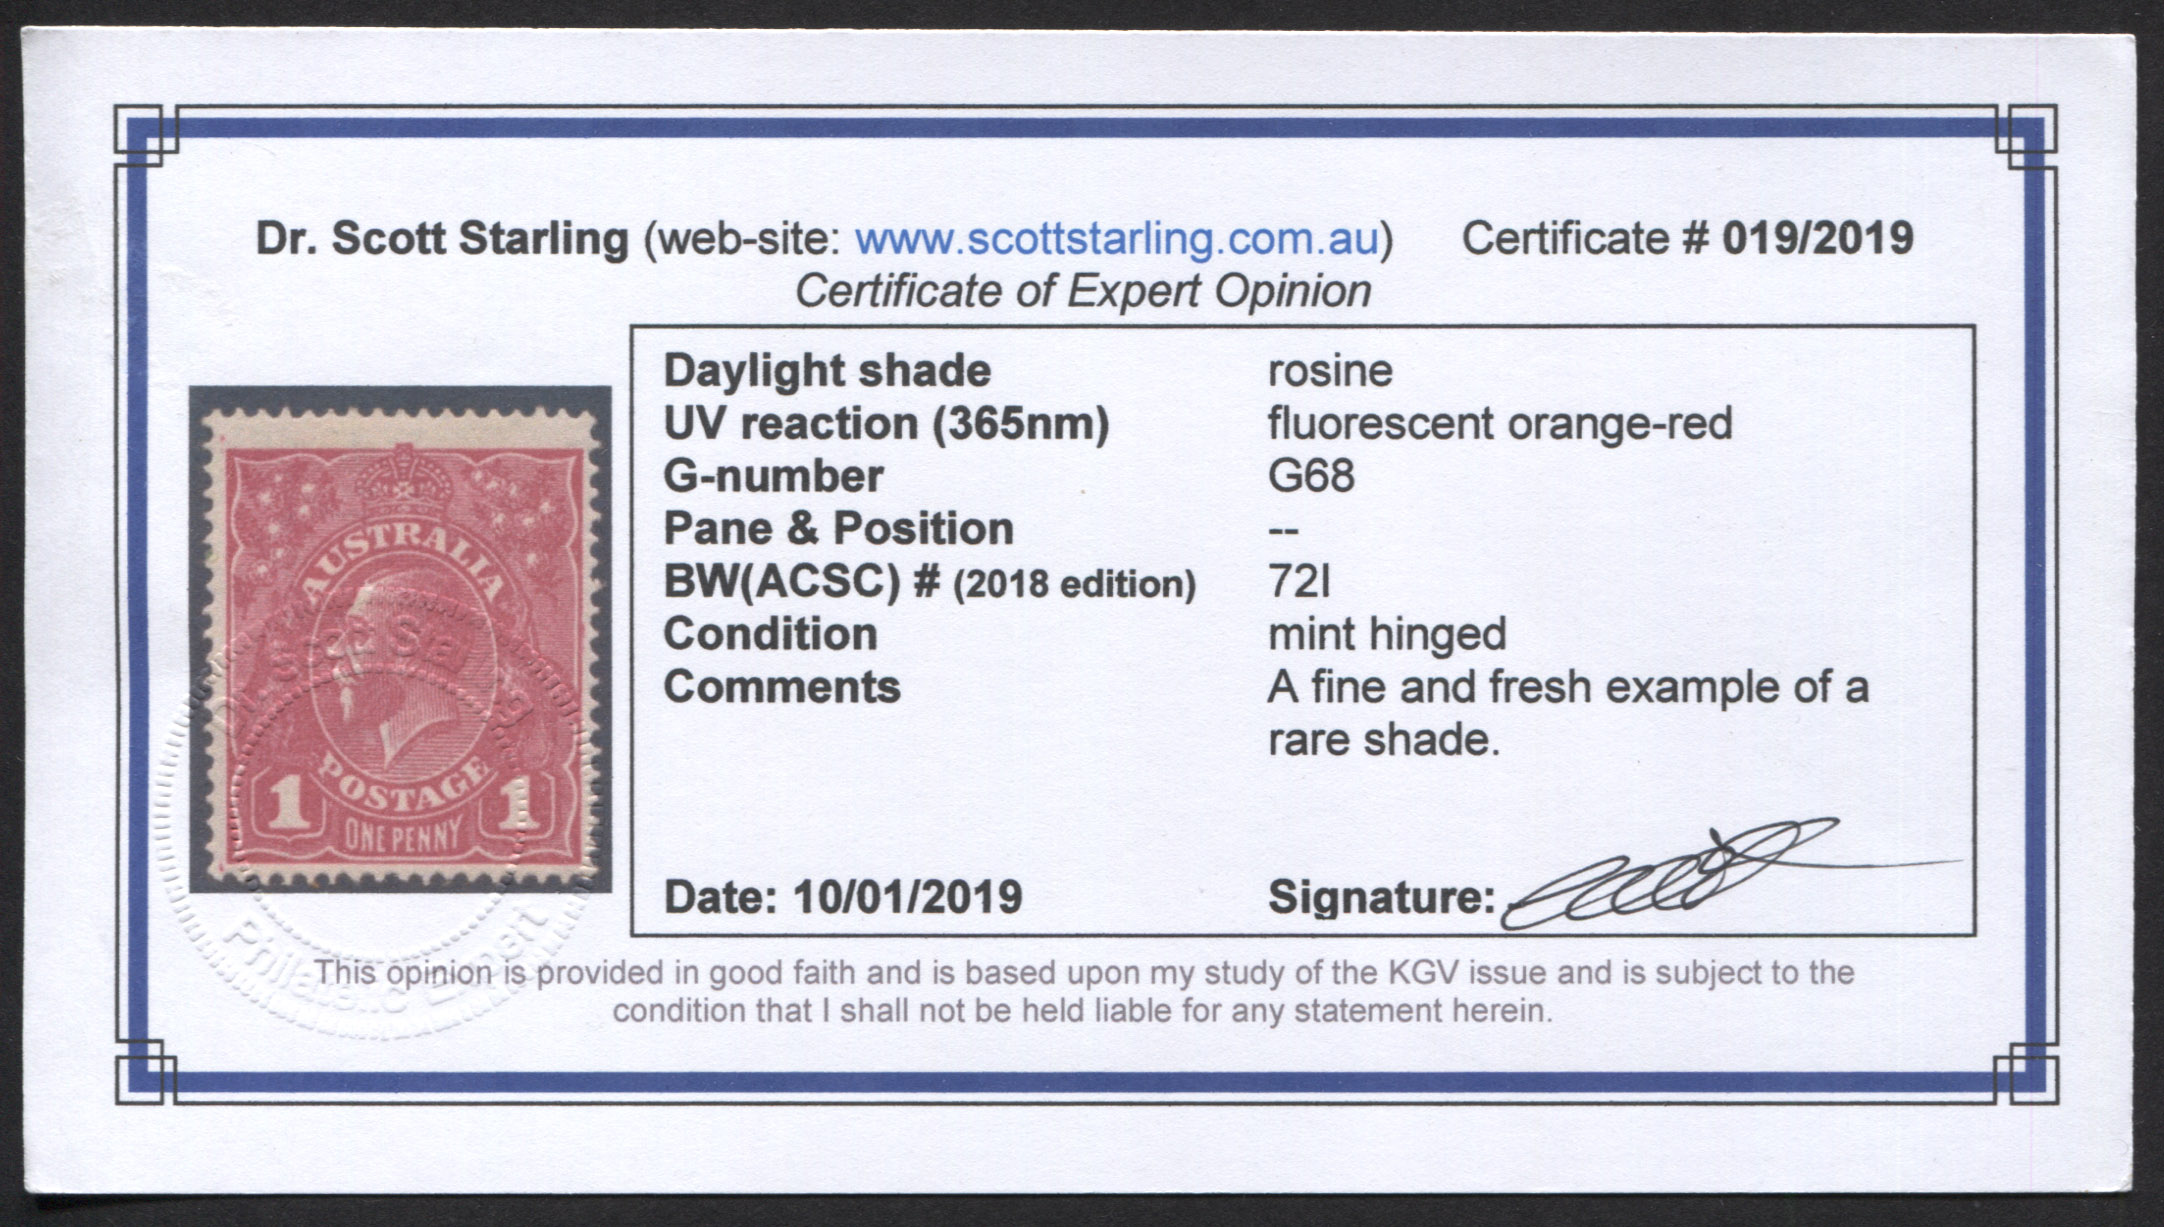 Dr. Scott Starling (web-site: www.scottstarling.com.au) Certificate # 019/2019
Certificate of Expert Opinion
Daylight shade rosine
UV reaction (365nm) fluorescent orange-red
G-number G68
Pane & Position --
BW(ACSC) # (2018 edition) 72I
Condition mint hinged
Comments A fine and fresh example of a
rare shade.
Date: 10/01/2019 Signature:
This opinion is provided in good faith and is based upon my study of the KGV issue and is subject to the
condition that I shall not be held liable for any statement herein.
AUSTRALIA
POSTAGE
1 1
ONE PENNY
Philatelic Expert